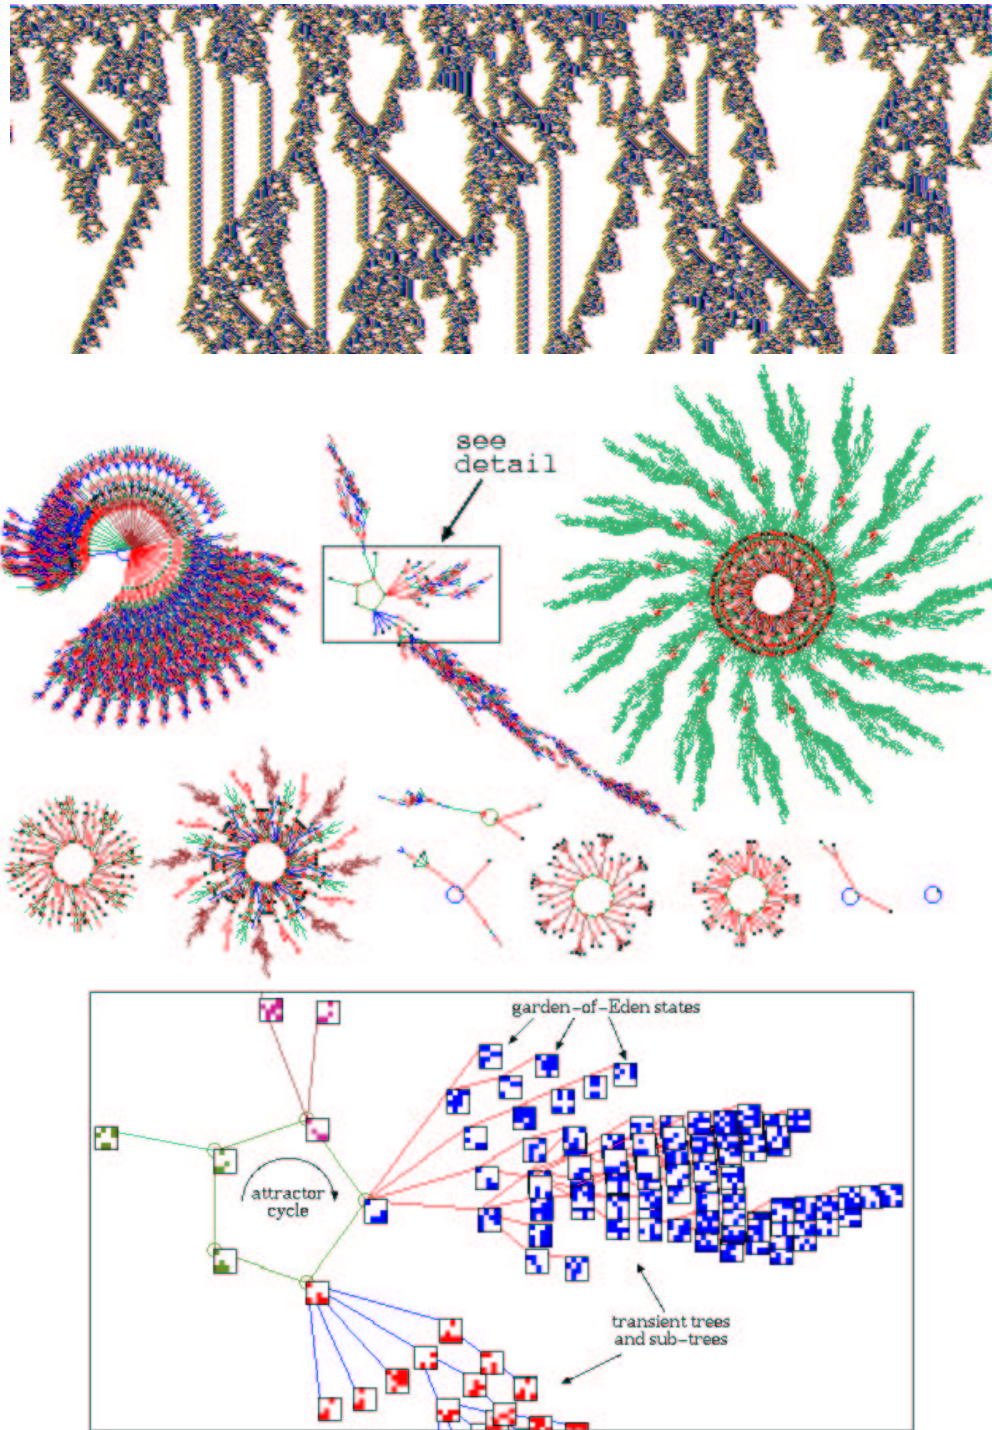 see
detail
garden-of-Eden states
attractor
cycle
transient trees
and sub-trees